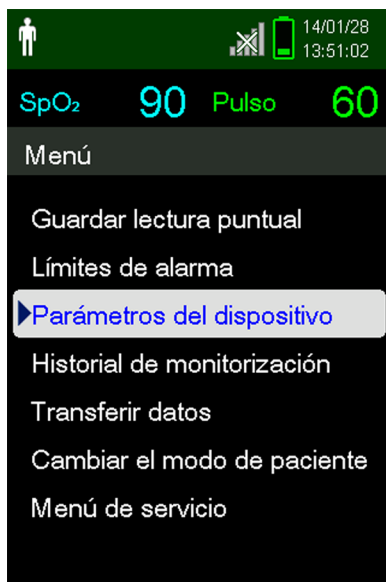 14/01/28
13:51:02
SpO₂ 90 Pulso 60
Menú
Guardar lectura puntual
Límites de alarma
Parámetros del dispositivo
Historial de monitorización
Transferir datos
Cambiar el modo de paciente
Menú de servicio